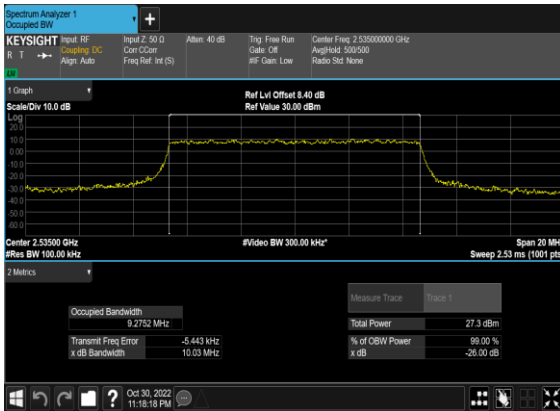 Spectrum Analyzer 1
Occupied BW
KEYSIGHT
R T
LXI
Input: RF
Coupling: DC
Align: Auto
Input Z: 50 Ω
Corr CCorr
Freq Ref: Int (S)
Atten: 40 dB
Trig: Free Run
Gate: Off
#IF Gain: Low
Center Freq: 2.535000000 GHz
Avg|Hold: 500/500
Radio Std: None
1 Graph
Scale/Div 10.0 dB
Ref Lvl Offset 8.40 dB
Ref Value 30.00 dBm
Log
20.0
10.0
0.00
-10.0
-20.0
-30.0
-40.0
-50.0
-60.0
Center 2.53500 GHz
#Res BW 100.00 kHz
#Video BW 300.00 kHz*
Span 20 MH
Sweep 2.53 ms (1001 pts
2 Metrics
Measure Trace
Trace 1
Occupied Bandwidth
9.2752 MHz
Total Power
27.3 dBm
Transmit Freq Error
-5.443 kHz
% of OBW Power
99.00 %
x dB Bandwidth
10.03 MHz
x dB
-26.00 dB
?
Oct 30, 2022
11:18:18 PM